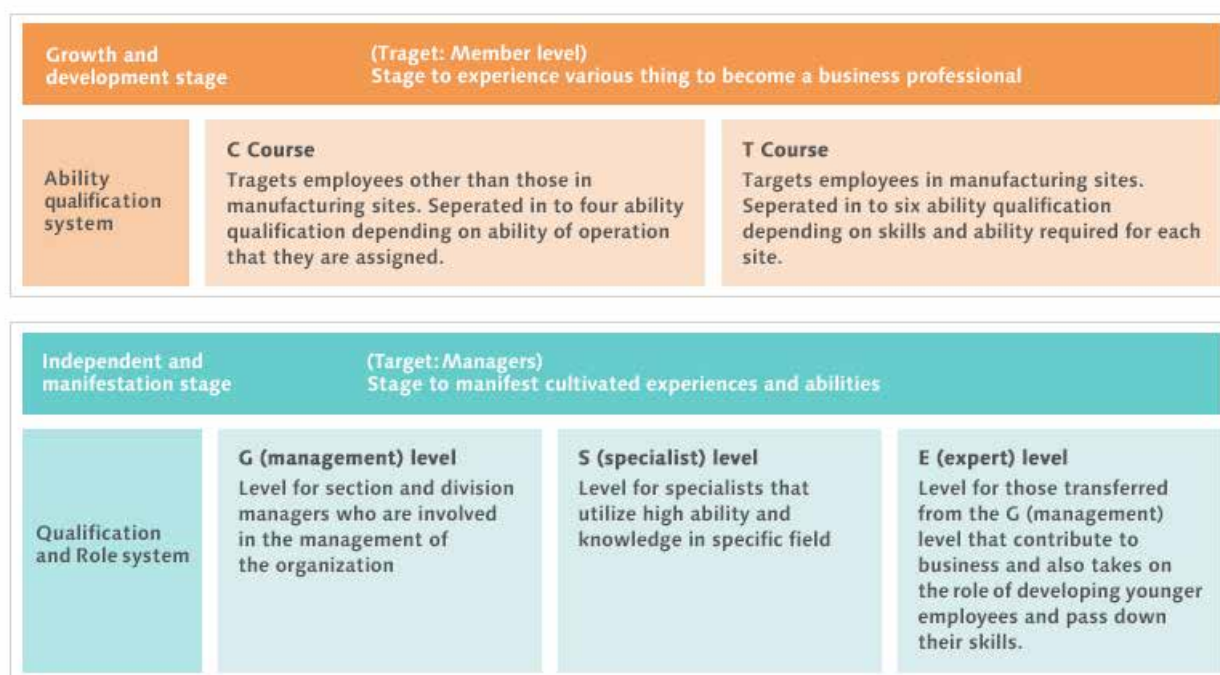 Growth and
development stage
(Traget: Member level)
Stage to experience various thing to become a business professional
Ability
qualification
system
C Course
Tragets employees other than those in
manufacturing sites. Seperated in to four ability
qualification depending on ability of operation
that they are assigned.
T Course
Targets employees in manufacturing sites.
Seperated in to six ability qualification
depending on skills and ability required for each
site.
Independent and
manifestation stage
(Target: Managers)
Stage to manifest cultivated experiences and abilities
Qualification
and Role system
G (management) level
Level for section and division
managers who are involved
in the management of
the organization
S (specialist) level
Level for specialists that
utilize high ability and
knowledge in specific field
E (expert) level
Level for those transferred
from the G (management)
level that contribute to
business and also takes on
the role of developing younger
employees and pass down
their skills.